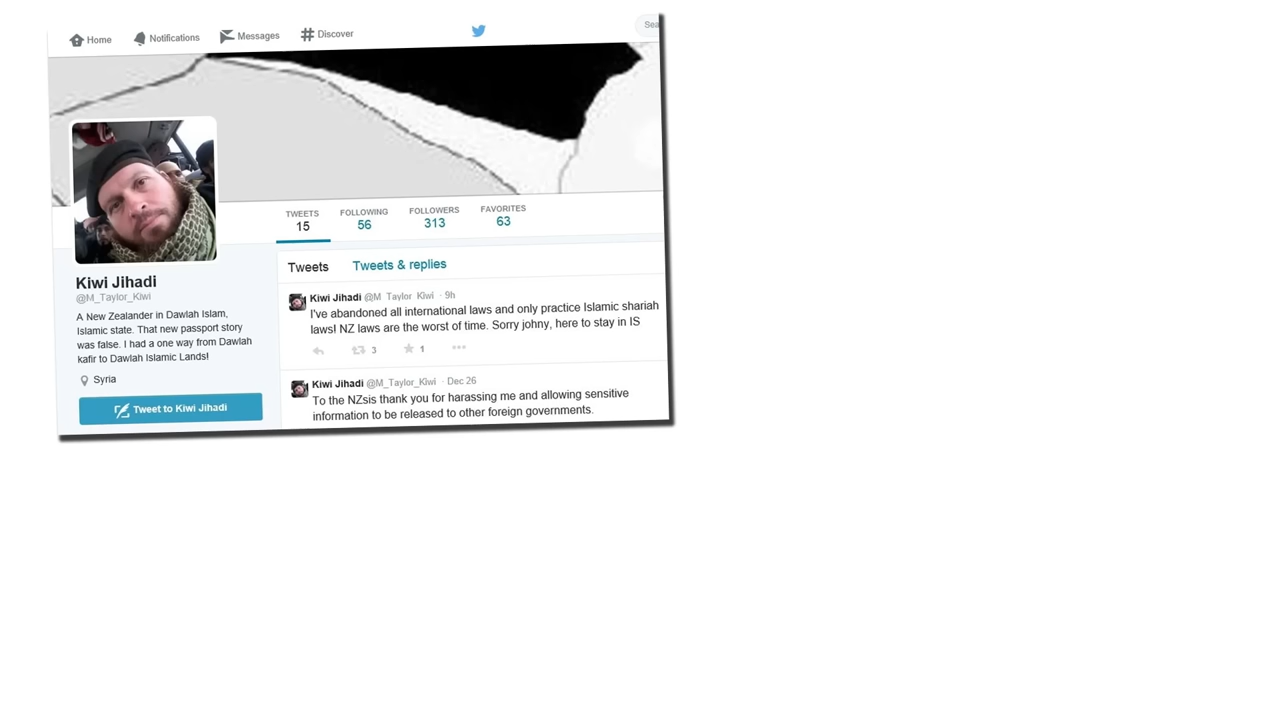 Home Notifications Messages Discover
TWEETS FOLLOWING FOLLOWERS FAVORITES
15 56 313 63
Kiwi Jihadi
@M_Taylor_Kiwi
A New Zealander in Dawlah Islam,
Islamic state. That new passport story
was false. I had a one way from Dawlah
kafir to Dawlah Islamic Lands!
Syria
Tweet to Kiwi Jihadi
Tweets Tweets & replies
Kiwi Jihadi @M_Taylor_Kiwi · 9h
I've abandoned all international laws and only practice Islamic shariah
laws! NZ laws are the worst of time. Sorry johny, here to stay in IS
3 1
Kiwi Jihadi @M_Taylor_Kiwi · Dec 26
To the NZsis thank you for harassing me and allowing sensitive
information to be released to other foreign governments.